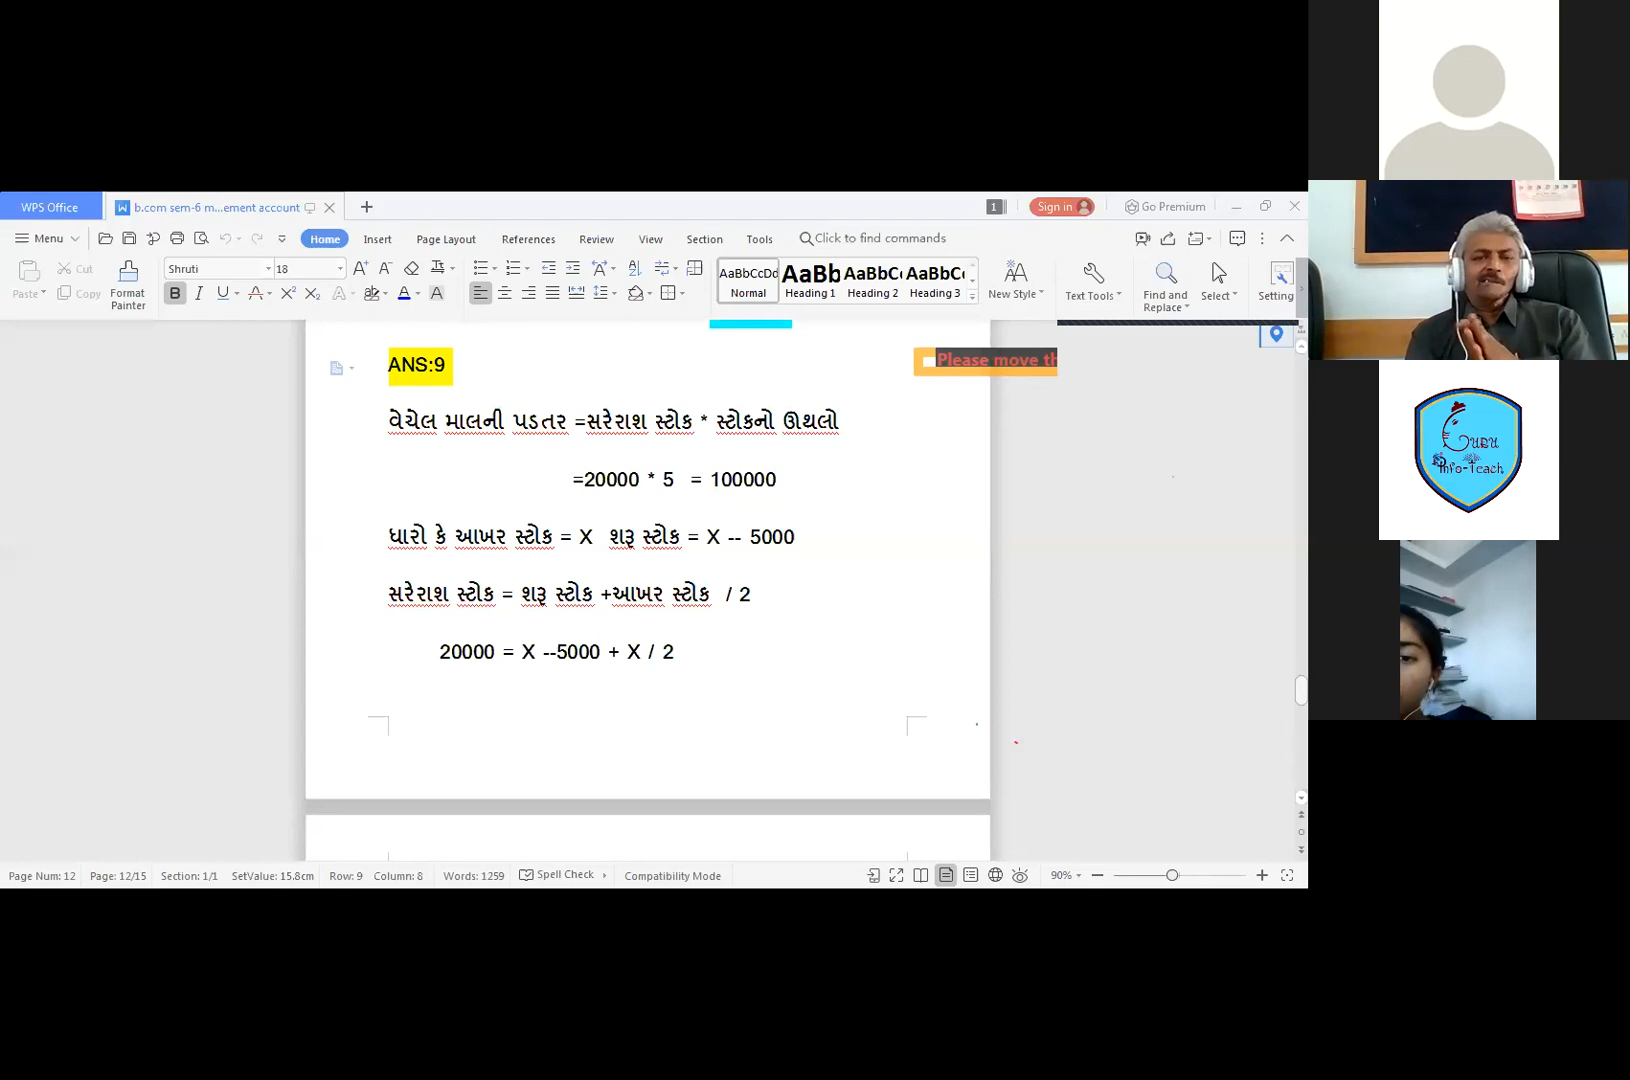 WPS Office
b.com sem-6 m...ement account
1
Sign in
Go Premium
Menu
Home
Insert
Page Layout
References
Review
View
Section
Tools
Click to find commands
Paste
Cut
Copy
Format
Painter
Shruti
18
AaBbCcDd
Normal
AaBb
Heading 1
AaBbC
Heading 2
AaBbC
Heading 3
New Style
Text Tools
Find and
Replace
Select
Setting
ANS:9
Please move th
વેચેલ માલની પડતર =સરેરાશ સ્ટોક * સ્ટોકનો ઊથલો
=20000 * 5 = 100000
ધારો કે આખર સ્ટોક = X શરૂ સ્ટોક = X -- 5000
સરેરાશ સ્ટોક = શરૂ સ્ટોક +આખર સ્ટોક / 2
20000 = X --5000 + X / 2
Page Num: 12
Page: 12/15
Section: 1/1
SetValue: 15.8cm
Row: 9
Column: 8
Words: 1259
Spell Check
Compatibility Mode
90%
Guru
Info-Teach